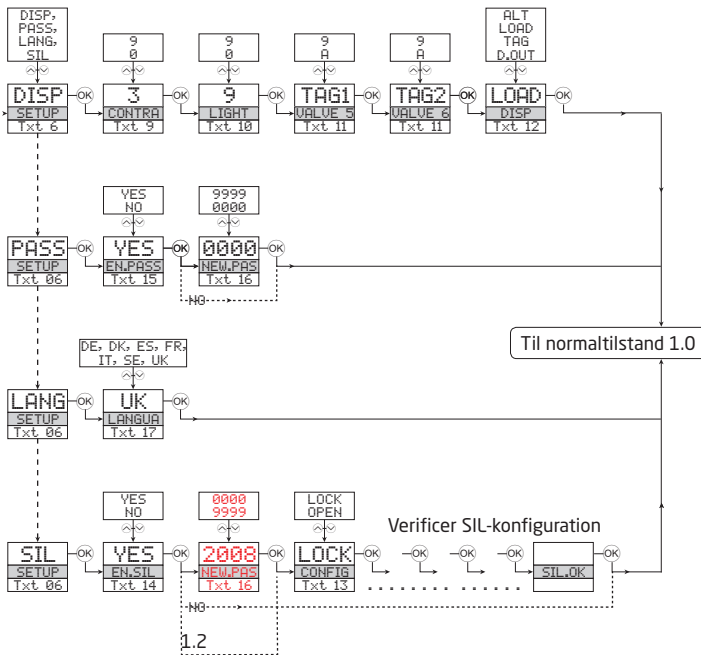 DISP,
PASS,
LANG,
SIL
9
0
9
0
9
A
9
A
ALT
LOAD
TAG
D.OUT
DISP OK 3 OK 9 OK TAG1 OK TAG2 OK LOAD OK
SETUP CONTRA LIGHT VALVE 5 VALVE 6 DISP
Txt 6 Txt 9 Txt 10 Txt 11 Txt 11 Txt 12
YES
NO
9999
0000
PASS OK YES OK 0000 OK
SETUP EN.PASS NEW.PAS
Txt 06 Txt 15 Txt 16
NO
Til normaltilstand 1.0
DE, DK, ES, FR,
IT, SE, UK
LANG OK UK OK
SETUP LANGUA
Txt 06 Txt 17
YES
NO
0000
9999
LOCK
OPEN
Verificer SIL-konfiguration
SIL OK YES OK 2008 OK LOCK OK OK OK OK OK
SETUP EN.SIL NEW.PAS CONFIG SIL.OK
Txt 06 Txt 14 Txt 16 Txt 13
NO
1.2